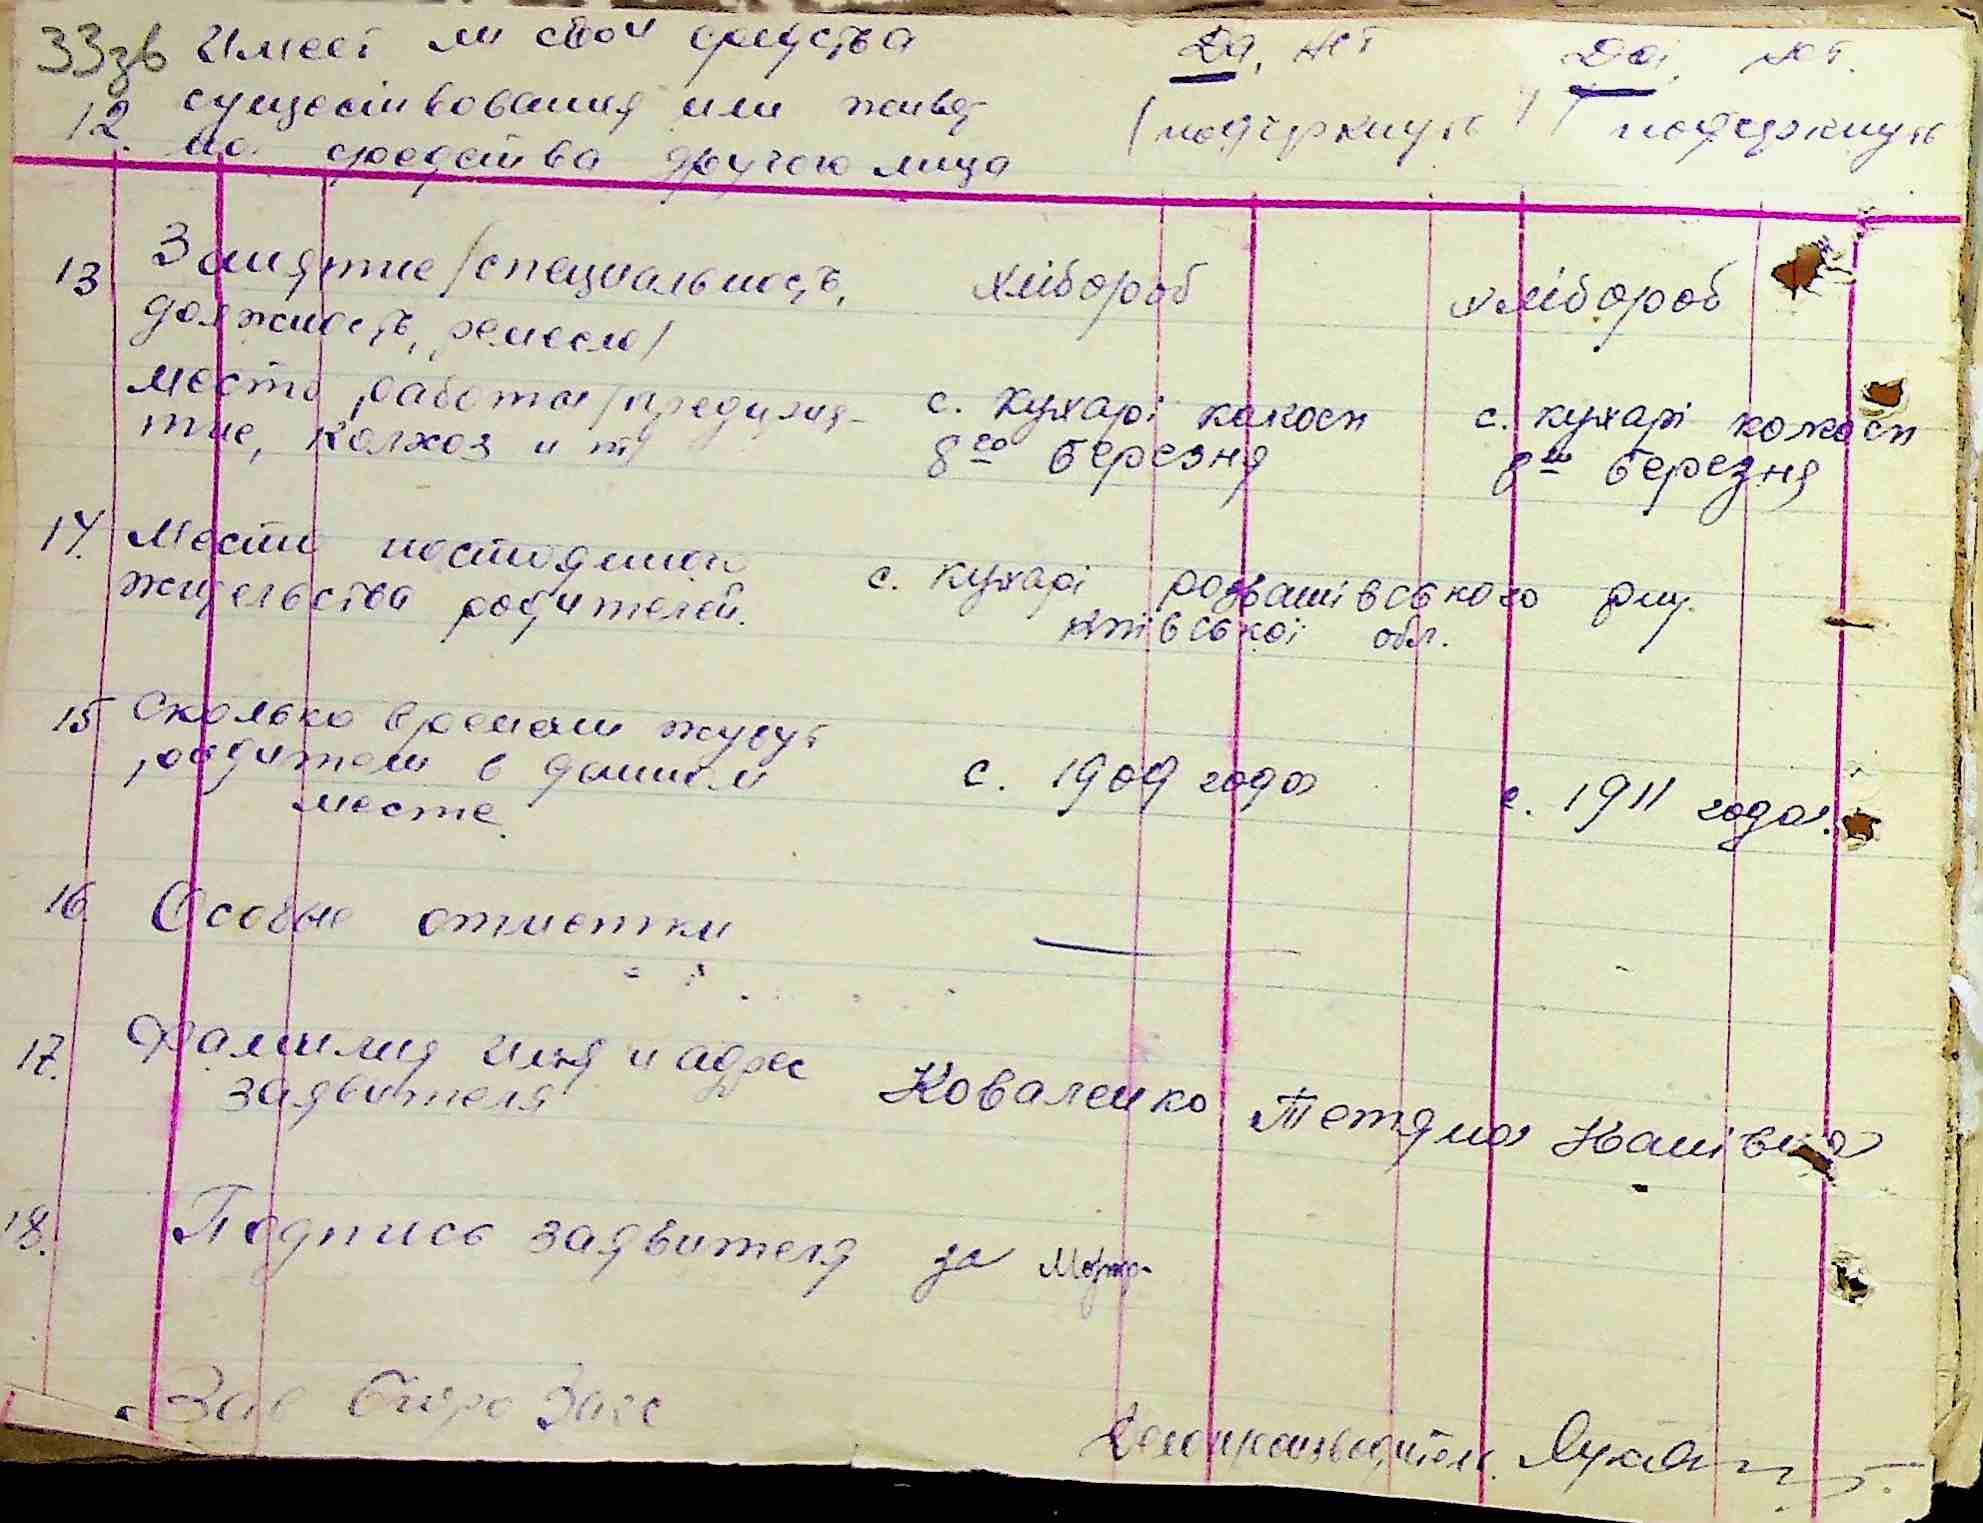 33зв Имеет ли свои средства Да, нет Да, нет.
12. существования или живет /подчеркнуть/ /подчеркнуть
на средства другого лица
13 Занятие /специальность, хлібороб хлібороб
должность, ремесло/
место работы /предприя- с. Кухарі колгосп с. Кухарі колгосп
тие, колхоз и т 8го березня 8го березня
14. Место постоянного с. Кухарі розважівського р-ну.
жительства родителей. Київської обл.
15 Сколько времени живут
родители в данном с. 1909 года с. 1911 года.
месте.
16. Особые отметки —
17. Фамилия имя и адрес Коваленко Тетяна
заявителя
18. Подпись заявителя за
Зав Бюро Загс Делопроизводитель